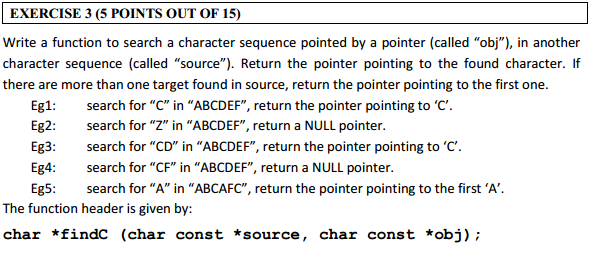 EXERCISE 3 (5 POINTS OUT OF 15)
Write a function to search a character sequence pointed by a pointer (called “obj”), in another
character sequence (called “source”). Return the pointer pointing to the found character. If
there are more than one target found in source, return the pointer pointing to the first one.
Eg1: search for “C” in “ABCDEF”, return the pointer pointing to ‘C’.
Eg2: search for “Z” in “ABCDEF”, return a NULL pointer.
Eg3: search for “CD” in “ABCDEF”, return the pointer pointing to ‘C’.
Eg4: search for “CF” in “ABCDEF”, return a NULL pointer.
Eg5: search for “A” in “ABCAFC”, return the pointer pointing to the first ‘A’.
The function header is given by:
char *findC (char const *source, char const *obj);